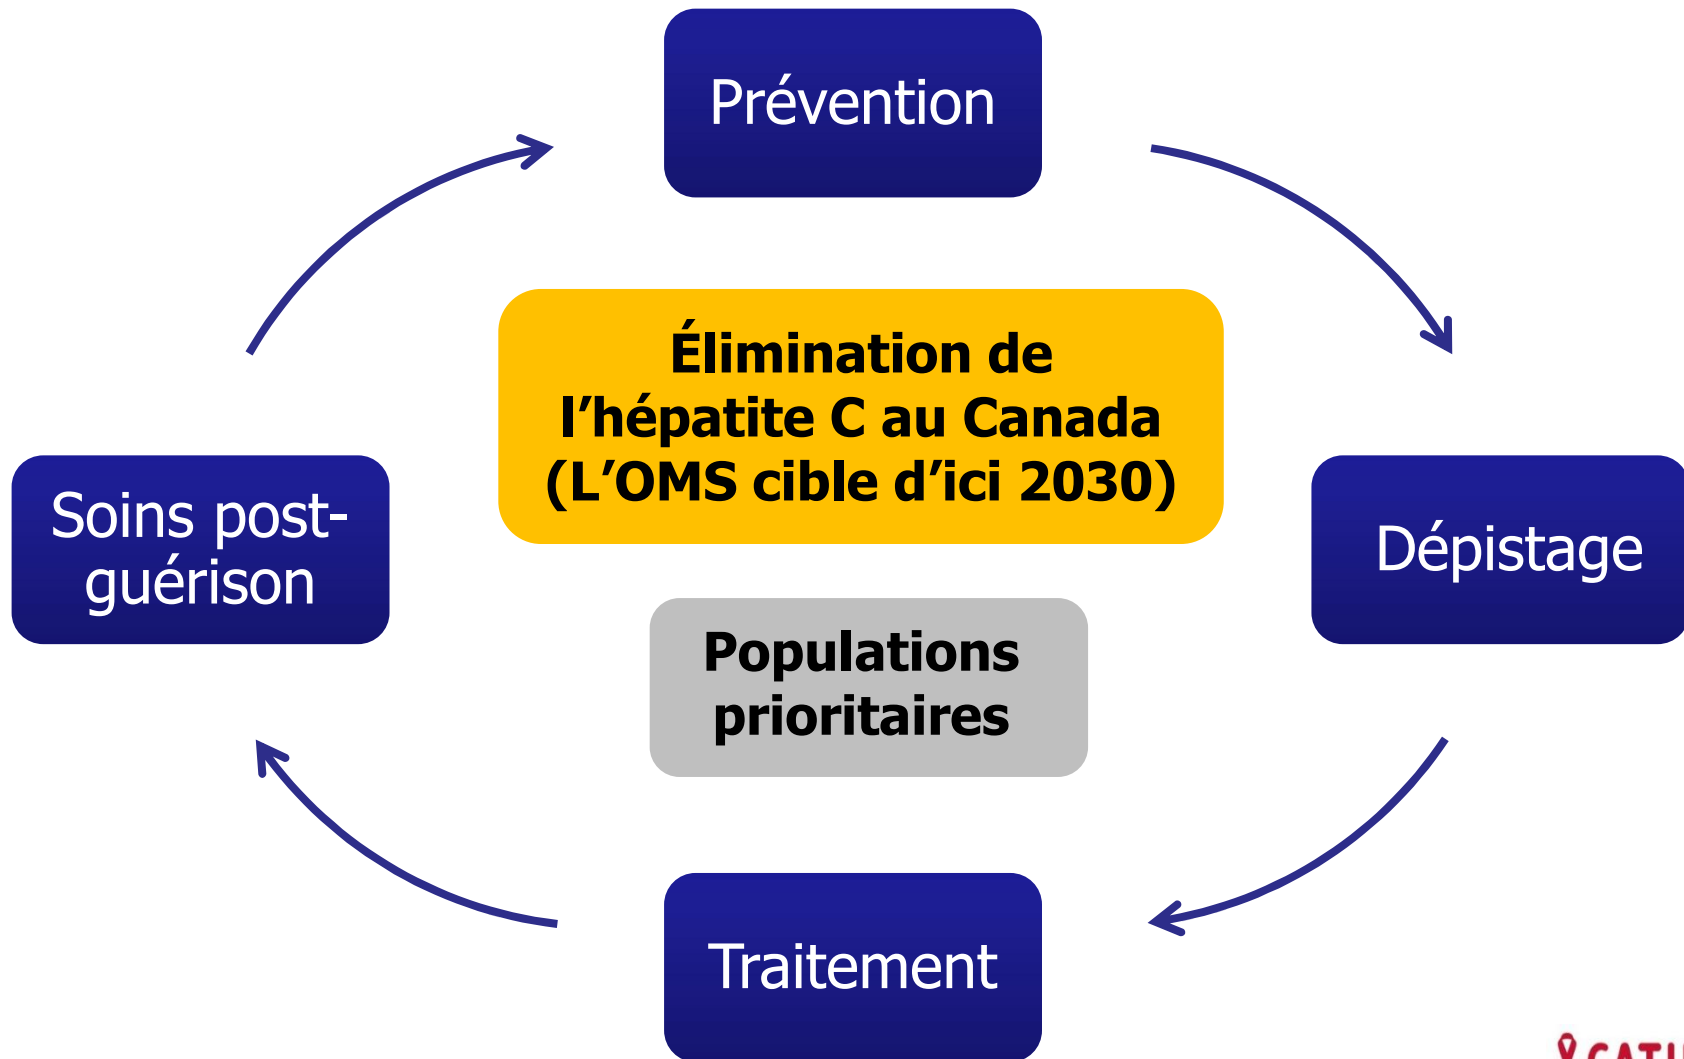 Prévention
Élimination de
l'hépatite C au Canada
(L'OMS cible d'ici 2030)
Soins post-
guérison
Dépistage
Populations
prioritaires
Traitement